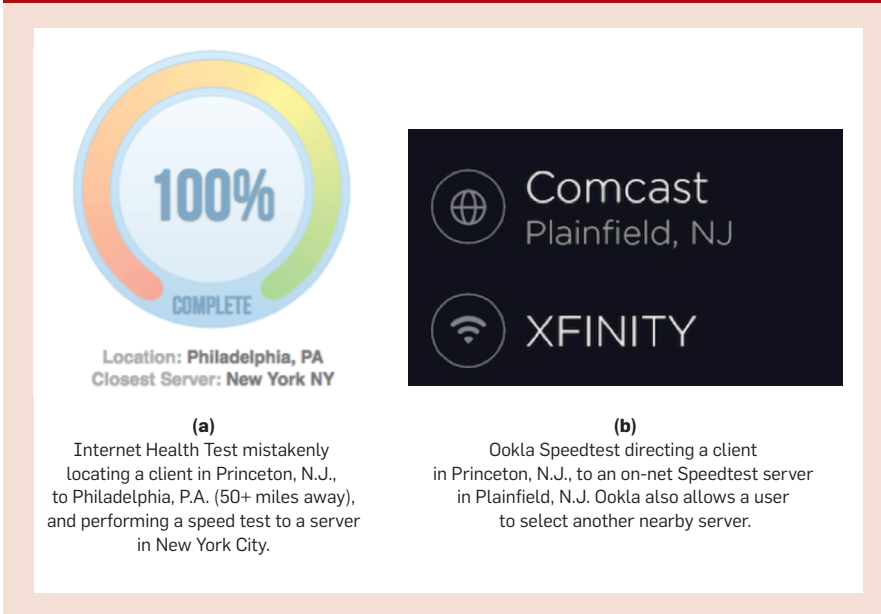 100%
COMPLETE
Location: Philadelphia, PA
Closest Server: New York NY
Comcast
Plainfield, NJ
XFINITY
(a)
Internet Health Test mistakenly
locating a client in Princeton, N.J.,
to Philadelphia, P.A. (50+ miles away),
and performing a speed test to a server
in New York City.
(b)
Ookla Speedtest directing a client
in Princeton, N.J., to an on-net Speedtest server
in Plainfield, N.J. Ookla also allows a user
to select another nearby server.